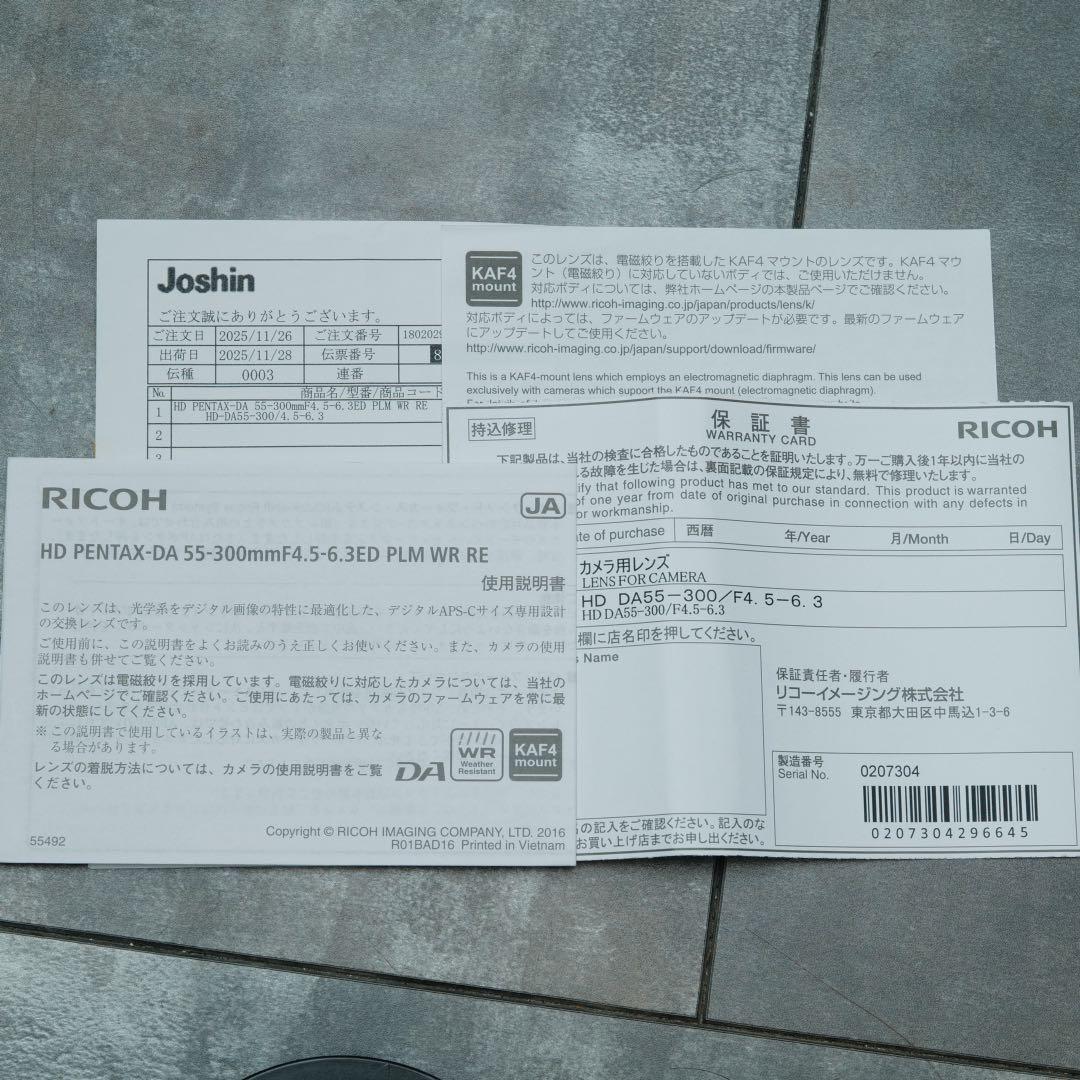 Joshin
ご注文誠にありがとうございます。
ご注文日 2025/11/26 ご注文番号 1802029
出荷日 2025/11/28 伝票番号 8
伝種 0003 連番
No. 商品名/型番/商品コード
1 HD PENTAX-DA 55-300mmF4.5-6.3ED PLM WR RE
HD-DA55-300/4.5-6.3
2
3
KAF4
mount
このレンズは、電磁絞りを搭載した KAF4 マウントのレンズです。KAF4 マウ
ント（電磁絞り）に対応していないボディでは、ご使用いただけません。
対応ボディについては、弊社ホームページの本製品ページでご確認ください。
http://www.ricoh-imaging.co.jp/japan/products/lens/k/
対応ボディによっては、ファームウェアのアップデートが必要です。最新のファームウェア
にアップデートしてご使用ください。
http://www.ricoh-imaging.co.jp/japan/support/download/firmware/
This is a KAF4-mount lens which employs an electromagnetic diaphragm. This lens can be used
exclusively with cameras which support the KAF4 mount (electromagnetic diaphragm).
持込修理
保証書
WARRANTY CARD
RICOH
下記製品は、当社の検査に合格したものであることを証明いたします。万一ご購入後1年以内に当社の
る故障を生じた場合は、裏面記載の保証規定により、無料で修理いたします。
ify that following product has met to our standard. This product is warranted
of one year from date of original purchase in connection with any defects in
or workmanship.
te of purchase 西暦 年/Year 月/Month 日/Day
カメラ用レンズ
LENS FOR CAMERA
HD DA55-300/F4.5-6.3
HD DA55-300/F4.5-6.3
欄に店名印を押してください。
s Name
保証責任者・履行者
リコーイメージング株式会社
〒143-8555 東京都大田区中馬込1-3-6
製造番号
Serial No. 0207304
0207304296645
の記入をご確認ください。記入のな
お買い上げ店までお申し出ください。
RICOH
JA
HD PENTAX-DA 55-300mmF4.5-6.3ED PLM WR RE
使用説明書
このレンズは、光学系をデジタル画像の特性に最適化した、デジタルAPS-Cサイズ専用設計
の交換レンズです。
ご使用前に、この説明書をよくお読みのうえ正しくお使いください。また、カメラの使用
説明書も併せてご覧ください。
このレンズは電磁絞りを採用しています。電磁絞りに対応したカメラについては、当社の
ホームページでご確認ください。ご使用にあたっては、カメラのファームウェアを常に最
新の状態にしてください。
※この説明書で使用しているイラストは、実際の製品と異な
る場合があります。
レンズの着脱方法については、カメラの使用説明書をご覧
ください。
DA
WR
Weather
Resistant
KAF4
mount
Copyright © RICOH IMAGING COMPANY, LTD. 2016
55492
R01BAD16 Printed in Vietnam